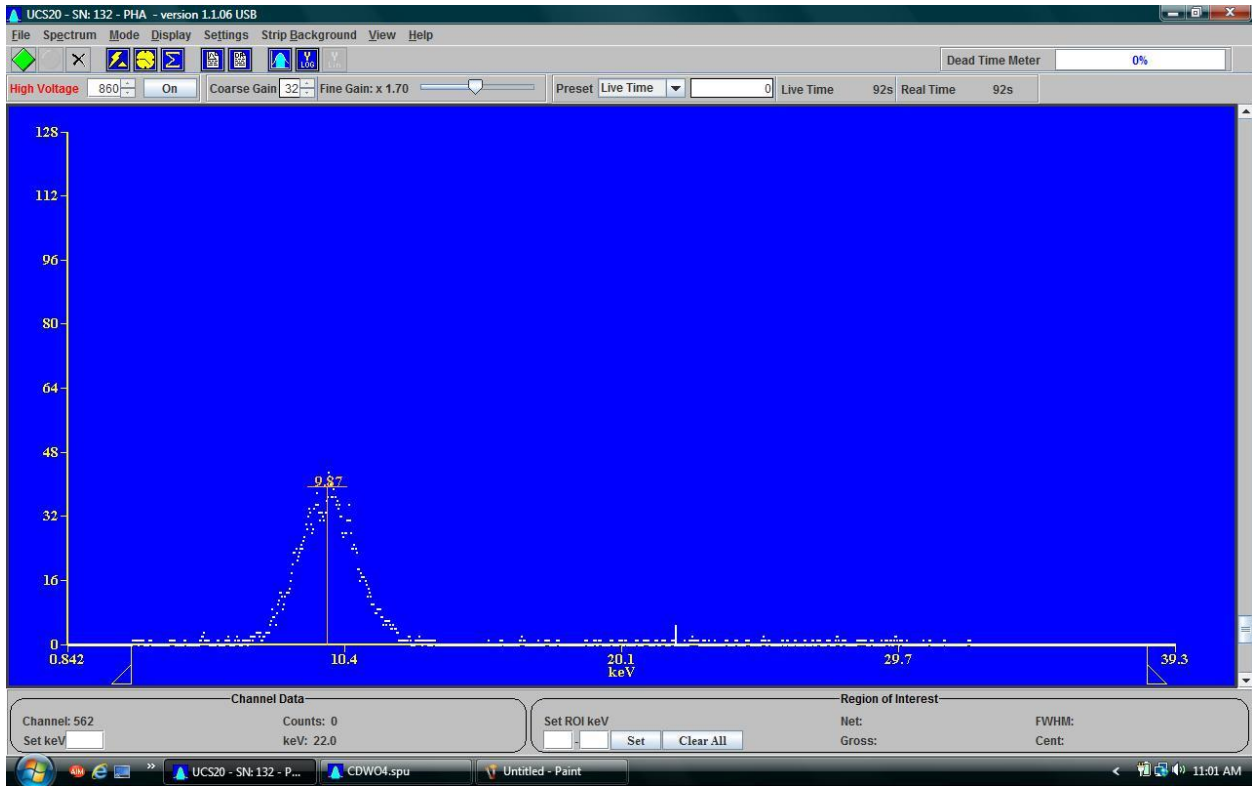 UCS20 - SN: 132 - PHA - version 1.1.06 USB
File Spectrum Mode Display Settings Strip Background View Help
Dead Time Meter 0%
High Voltage 860 On Coarse Gain 32 Fine Gain: x 1.70 Preset Live Time 0 Live Time 92s Real Time 92s
128
112
96
80
64
48
9.87
32
16
0
0.842 10.4 20.1 29.7 39.3
keV
Channel Data Region of Interest
Channel: 562 Counts: 0 Set ROI keV Net: FWHM:
Set keV keV: 22.0 - Set Clear All Gross: Cent:
UCS20 - SN: 132 - P... CDWO4.spu Untitled - Paint 11:01 AM